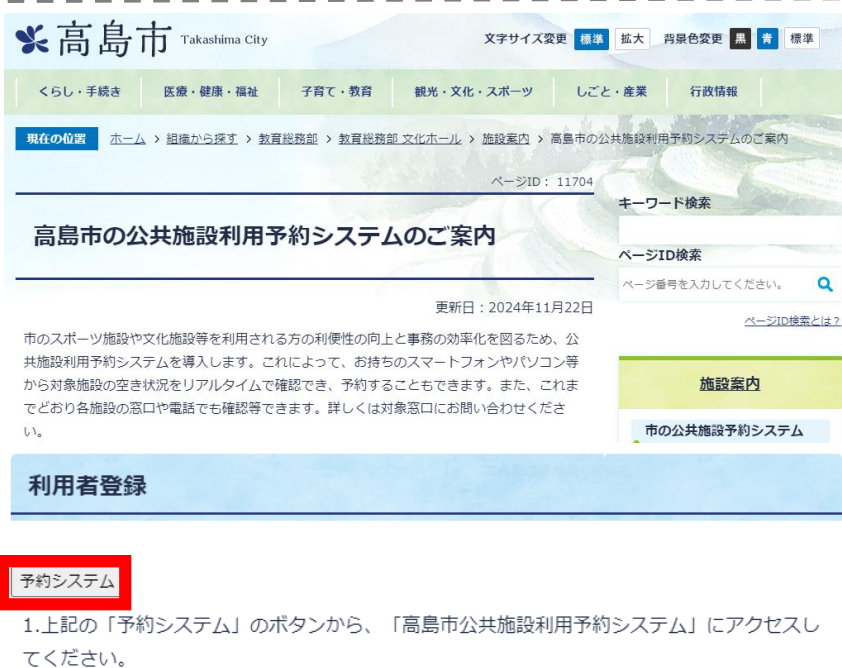 高島市 Takashima City
文字サイズ変更 標準 拡大 背景色変更 黒 青 標準
くらし・手続き 医療・健康・福祉 子育て・教育 観光・文化・スポーツ しごと・産業 行政情報
現在の位置 ホーム > 組織から探す > 教育総務部 > 教育総務部 文化ホール > 施設案内 > 高島市の公共施設利用予約システムのご案内
ページID： 11704
高島市の公共施設利用予約システムのご案内
更新日：2024年11月22日
市のスポーツ施設や文化施設等を利用される方の利便性の向上と事務の効率化を図るため、公
共施設利用予約システムを導入します。これによって、お持ちのスマートフォンやパソコン等
から対象施設の空き状況をリアルタイムで確認でき、予約することもできます。また、これま
でどおり各施設の窓口や電話でも確認等できます。詳しくは対象窓口にお問い合わせくださ
い。
キーワード検索
ページID検索
ページ番号を入力してください。
ページID検索とは？
施設案内
市の公共施設予約システム
利用者登録
予約システム
1.上記の「予約システム」のボタンから、「高島市公共施設利用予約システム」にアクセスし
てください。